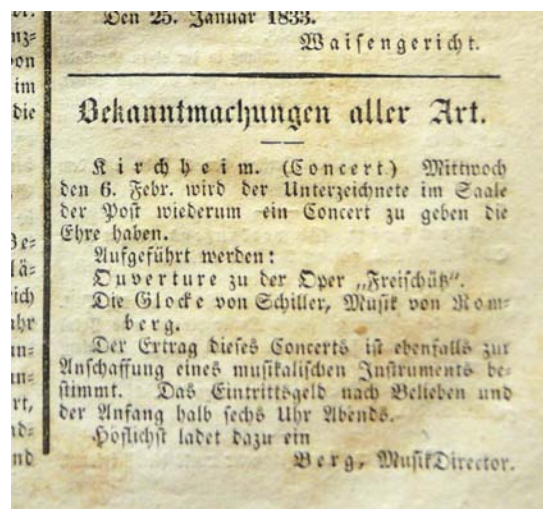 Den 25. Januar 1833.
Waisengericht.
Bekanntmachungen aller Art.
Kirchheim. (Concert.) Mittwoch
den 6. Febr. wird der Unterzeichnete im Saale
der Post wiederum ein Concert zu geben die
Ehre haben.
Aufgeführt werden:
Ouverture zu der Oper „Freischütz“.
Die Glocke von Schiller, Musik von Rom-
berg.
Der Ertrag dieses Concerts ist ebenfalls zur
Anschaffung eines musikalischen Instruments be-
stimmt. Das Eintrittsgeld nach Belieben und
der Anfang halb sechs Uhr Abends.
Höflichst ladet dazu ein
Berg, MusikDirector.